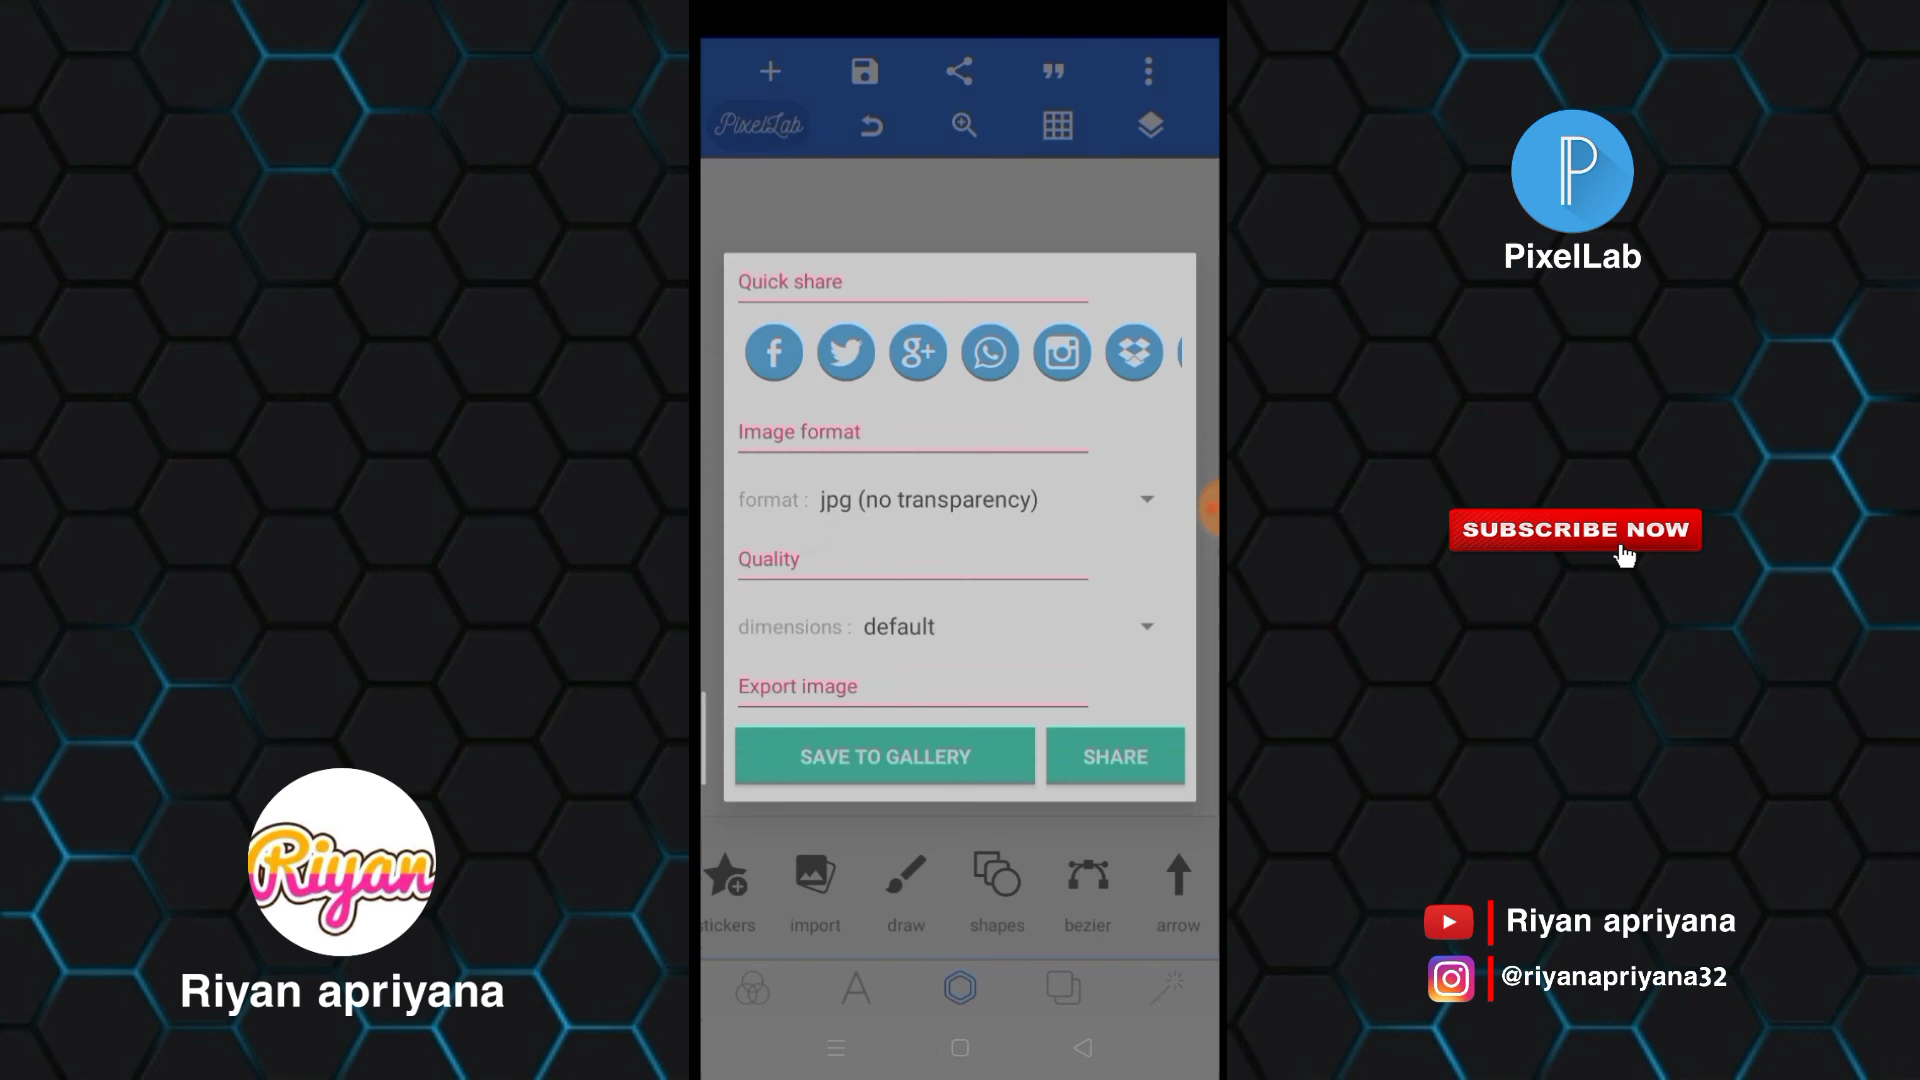 PixelLab
Quick share
Image format
format : jpg (no transparency)
Quality
dimensions : default
Export image
SAVE TO GALLERY
SHARE
stickers
import
draw
shapes
bezier
arrow
Riyan
Riyan apriyana
P
PixelLab
SUBSCRIBE NOW
Riyan apriyana
@riyanapriyana32